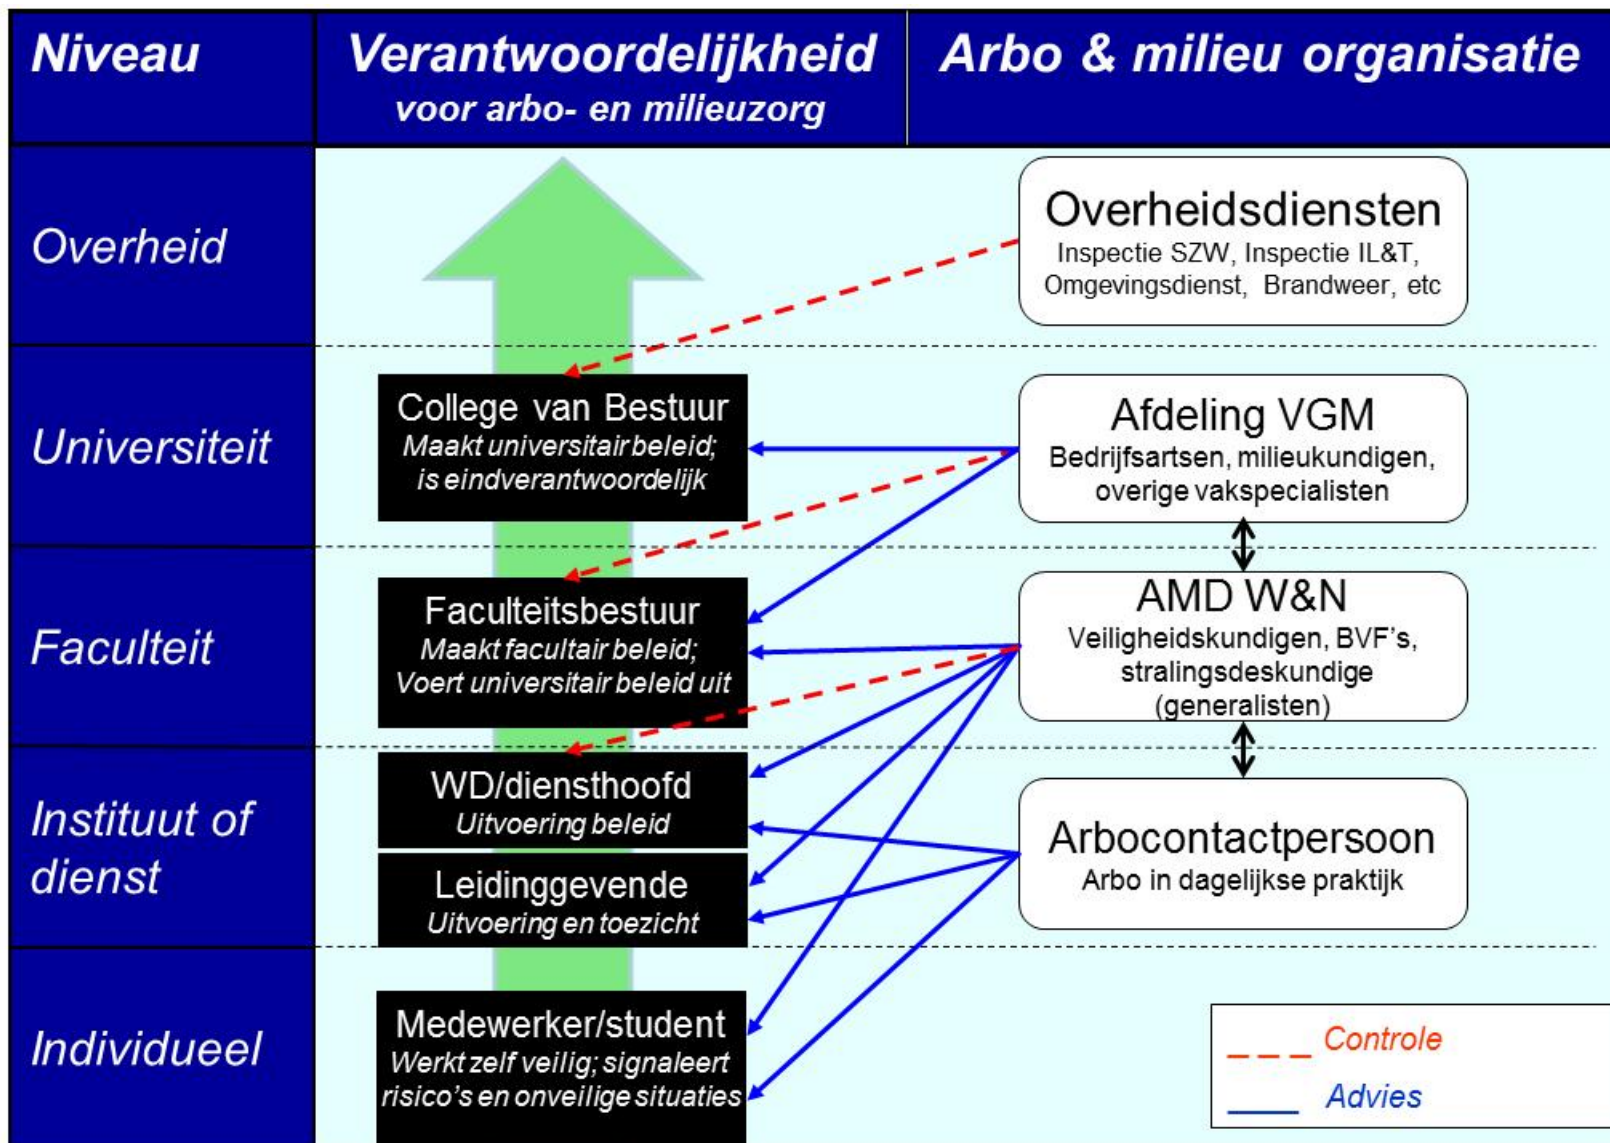 Niveau
Verantwoordelijkheid
voor arbo- en milieuzorg
Arbo & milieu organisatie
Overheid
Overheidsdiensten
Inspectie SZW, Inspectie IL&T,
Omgevingsdienst, Brandweer, etc
Universiteit
College van Bestuur
Maakt universitair beleid;
is eindverantwoordelijk
Afdeling VGM
Bedrijfsartsen, milieukundigen,
overige vakspecialisten
Faculteit
Faculteitsbestuur
Maakt facultair beleid;
Voert universitair beleid uit
AMD W&N
Veiligheidskundigen, BVF's,
stralingsdeskundige
(generalisten)
Instituut of
dienst
WD/diensthoofd
Uitvoering beleid
Leidinggevende
Uitvoering en toezicht
Arbocontactpersoon
Arbo in dagelijkse praktijk
Individueel
Medewerker/student
Werkt zelf veilig; signaleert
risico's en onveilige situaties
Controle
Advies